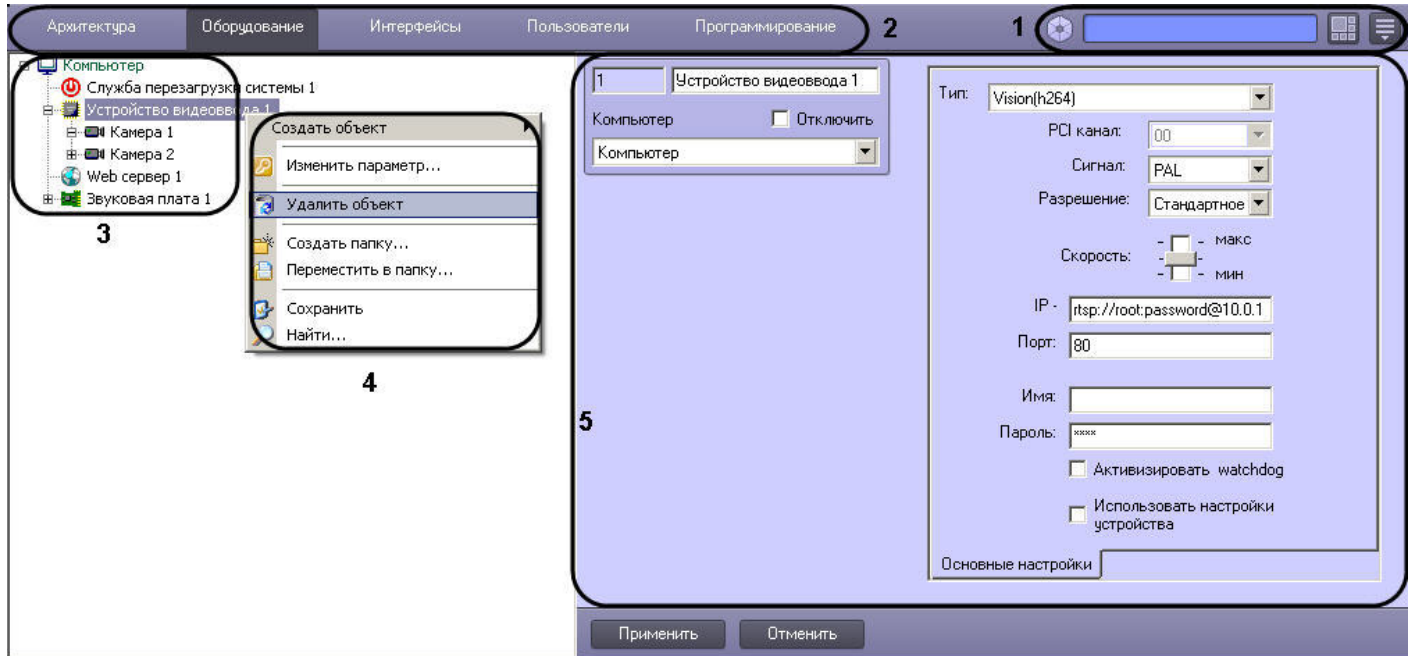 Архитектура Оборудование Интерфейсы Пользователи Программирование 2 1
Компьютер
Служба перезагрузки системы 1
Устройство видеоввода 1
Камера 1
Камера 2
Web сервер 1
Звуковая плата 1
3
Создать объект
Изменить параметр...
Удалить объект
Создать папку...
Переместить в папку...
Сохранить
Найти...
4
1 Устройство видеоввода 1
Компьютер Отключить
Компьютер
5
Тип: Vision(h264)
PCI канал: 00
Сигнал: PAL
Разрешение: Стандартное
Скорость: макс
мин
IP - rtsp://root:password@10.0.1
Порт: 80
Имя:
Пароль: ××××
Активизировать watchdog
Использовать настройки
устройства
Основные настройки
Применить Отменить